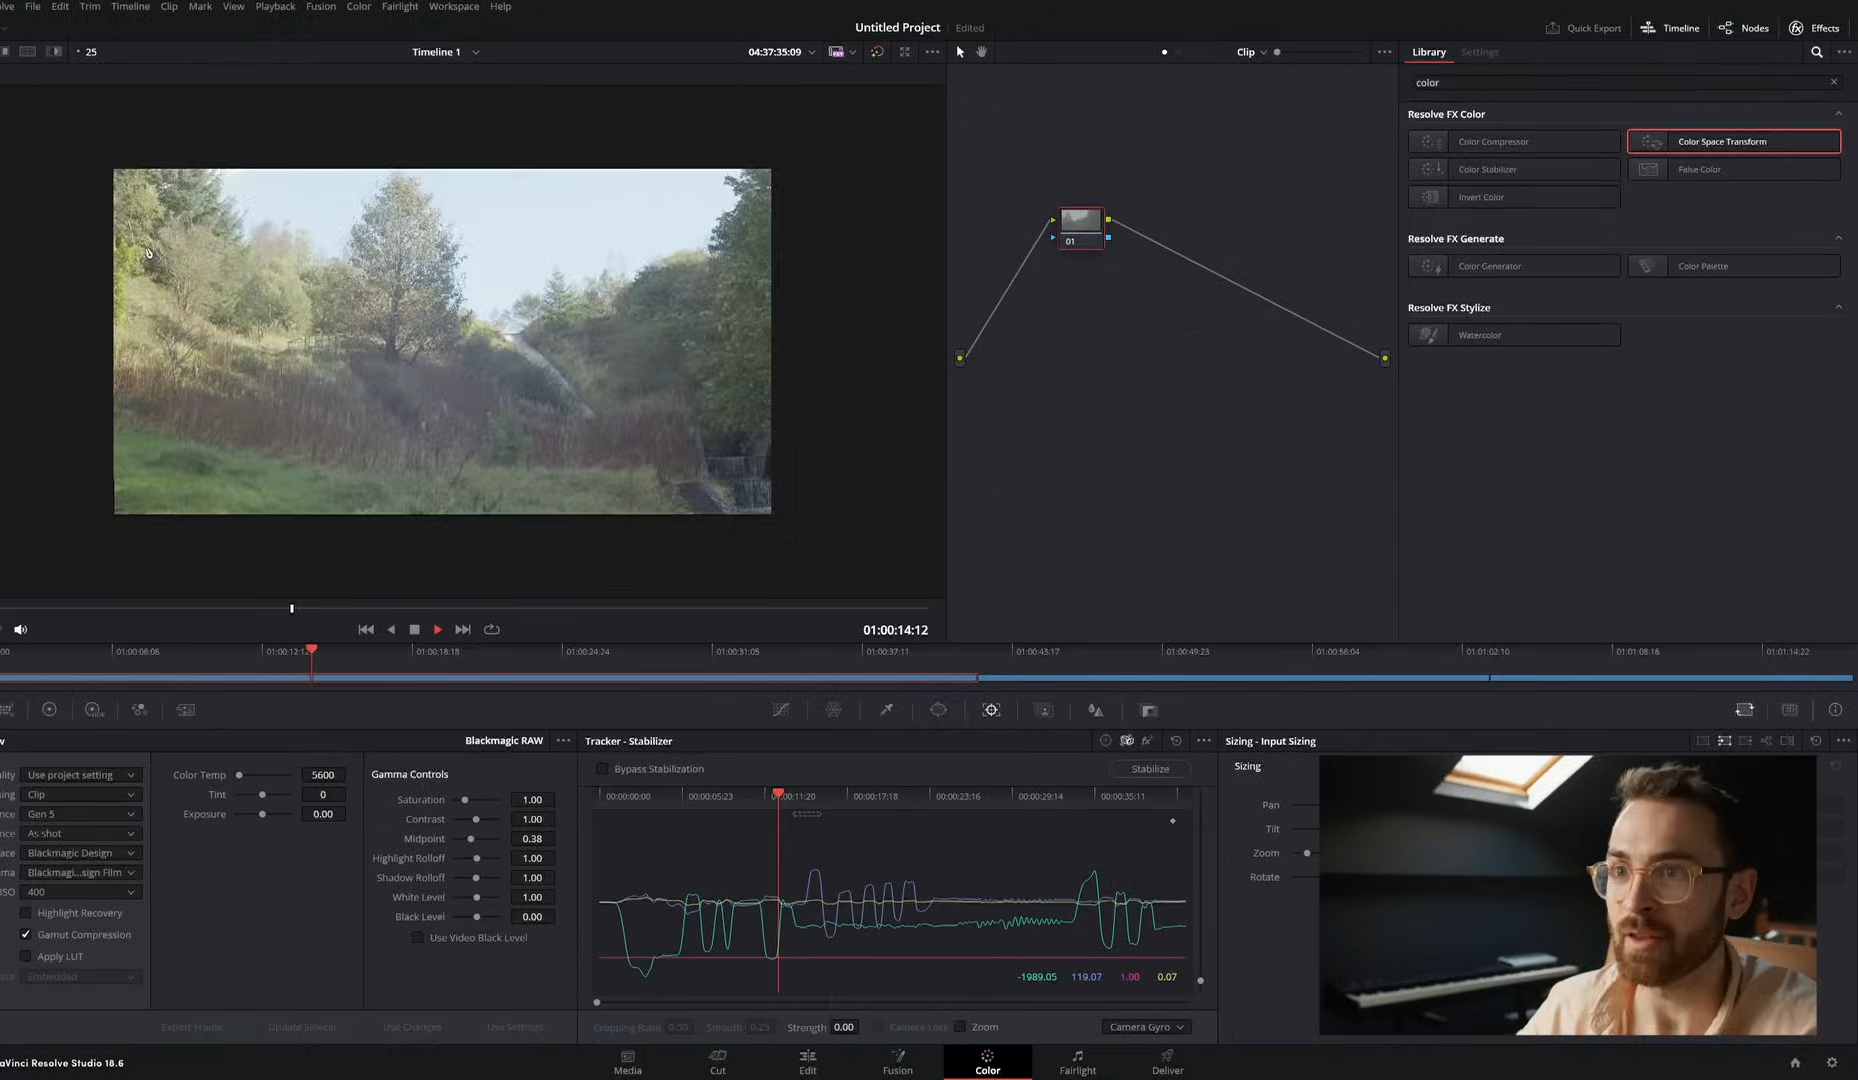 olve File Edit Trim Timeline Clip Mark View Playback Fusion Color Fairlight Workspace Help
Untitled Project Edited
Quick Export Timeline Nodes Effects
25 Timeline 1 04:37:35:09 Clip Library Settings
color
Resolve FX Color
Color Compressor Color Space Transform
Color Stabilizer False Color
Invert Color
01
Resolve FX Generate
Color Generator Color Palette
Resolve FX Stylize
Watercolor
01:00:14:12
00 01:00:06:06 01:00:12:12 01:00:18:18 01:00:24:24 01:00:31:05 01:00:37:11 01:00:43:17 01:00:49:23 01:00:56:04 01:01:02:10 01:01:08:16 01:01:14:22
w Blackmagic RAW Tracker - Stabilizer Sizing - Input Sizing
ality Use project setting Color Temp 5600 Gamma Controls Bypass Stabilization Stabilize Sizing
sing Clip Tint 0 Saturation 1.00 00:00:00:00 00:00:05:23 00:00:11:20 00:00:17:18 00:00:23:16 00:00:29:14 00:00:35:11
nce Gen 5 Exposure 0.00 Contrast 1.00 Pan
nce As shot Midpoint 0.38 Tilt
ace Blackmagic Design Highlight Rolloff 1.00 Zoom
ma Blackmagi...sign Film Shadow Rolloff 1.00 Rotate
ISO 400 White Level 1.00
Highlight Recovery Black Level 0.00
Gamut Compression Use Video Black Level
Apply LUT
Embedded -1989.05 119.07 1.00 0.07
Export Frame Update Sidecar Use Changes Use Settings Cropping Ratio 0.50 Smooth 0.25 Strength 0.00 Camera Lock Zoom Camera Gyro
aVinci Resolve Studio 18.6 Media Cut Edit Fusion Color Fairlight Deliver